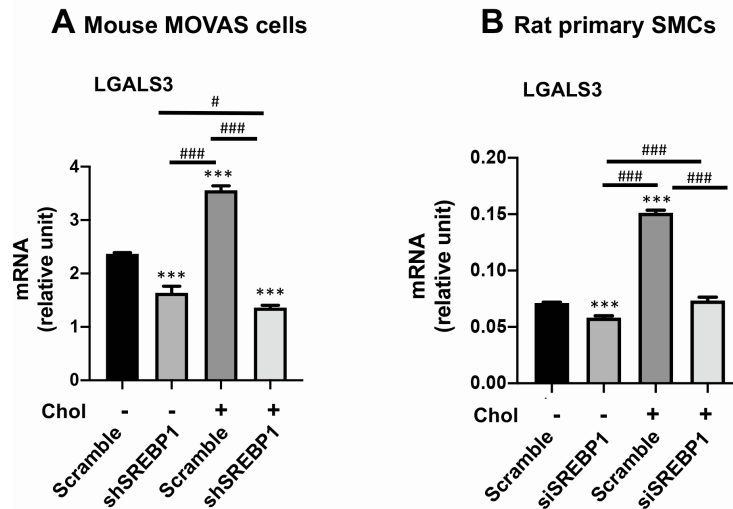 A Mouse MOVAS cells
LGALS3
#
###
###
***
***
***
4
3
2
1
0
mRNA
(relative unit)
Chol - - + +
Scramble
shSREBP1
Scramble
shSREBP1
B Rat primary SMCs
LGALS3
###
###
###
***
***
0.20
0.15
0.10
0.05
0.00
mRNA
(relative unit)
Chol - - + +
Scramble
siSREBP1
Scramble
siSREBP1